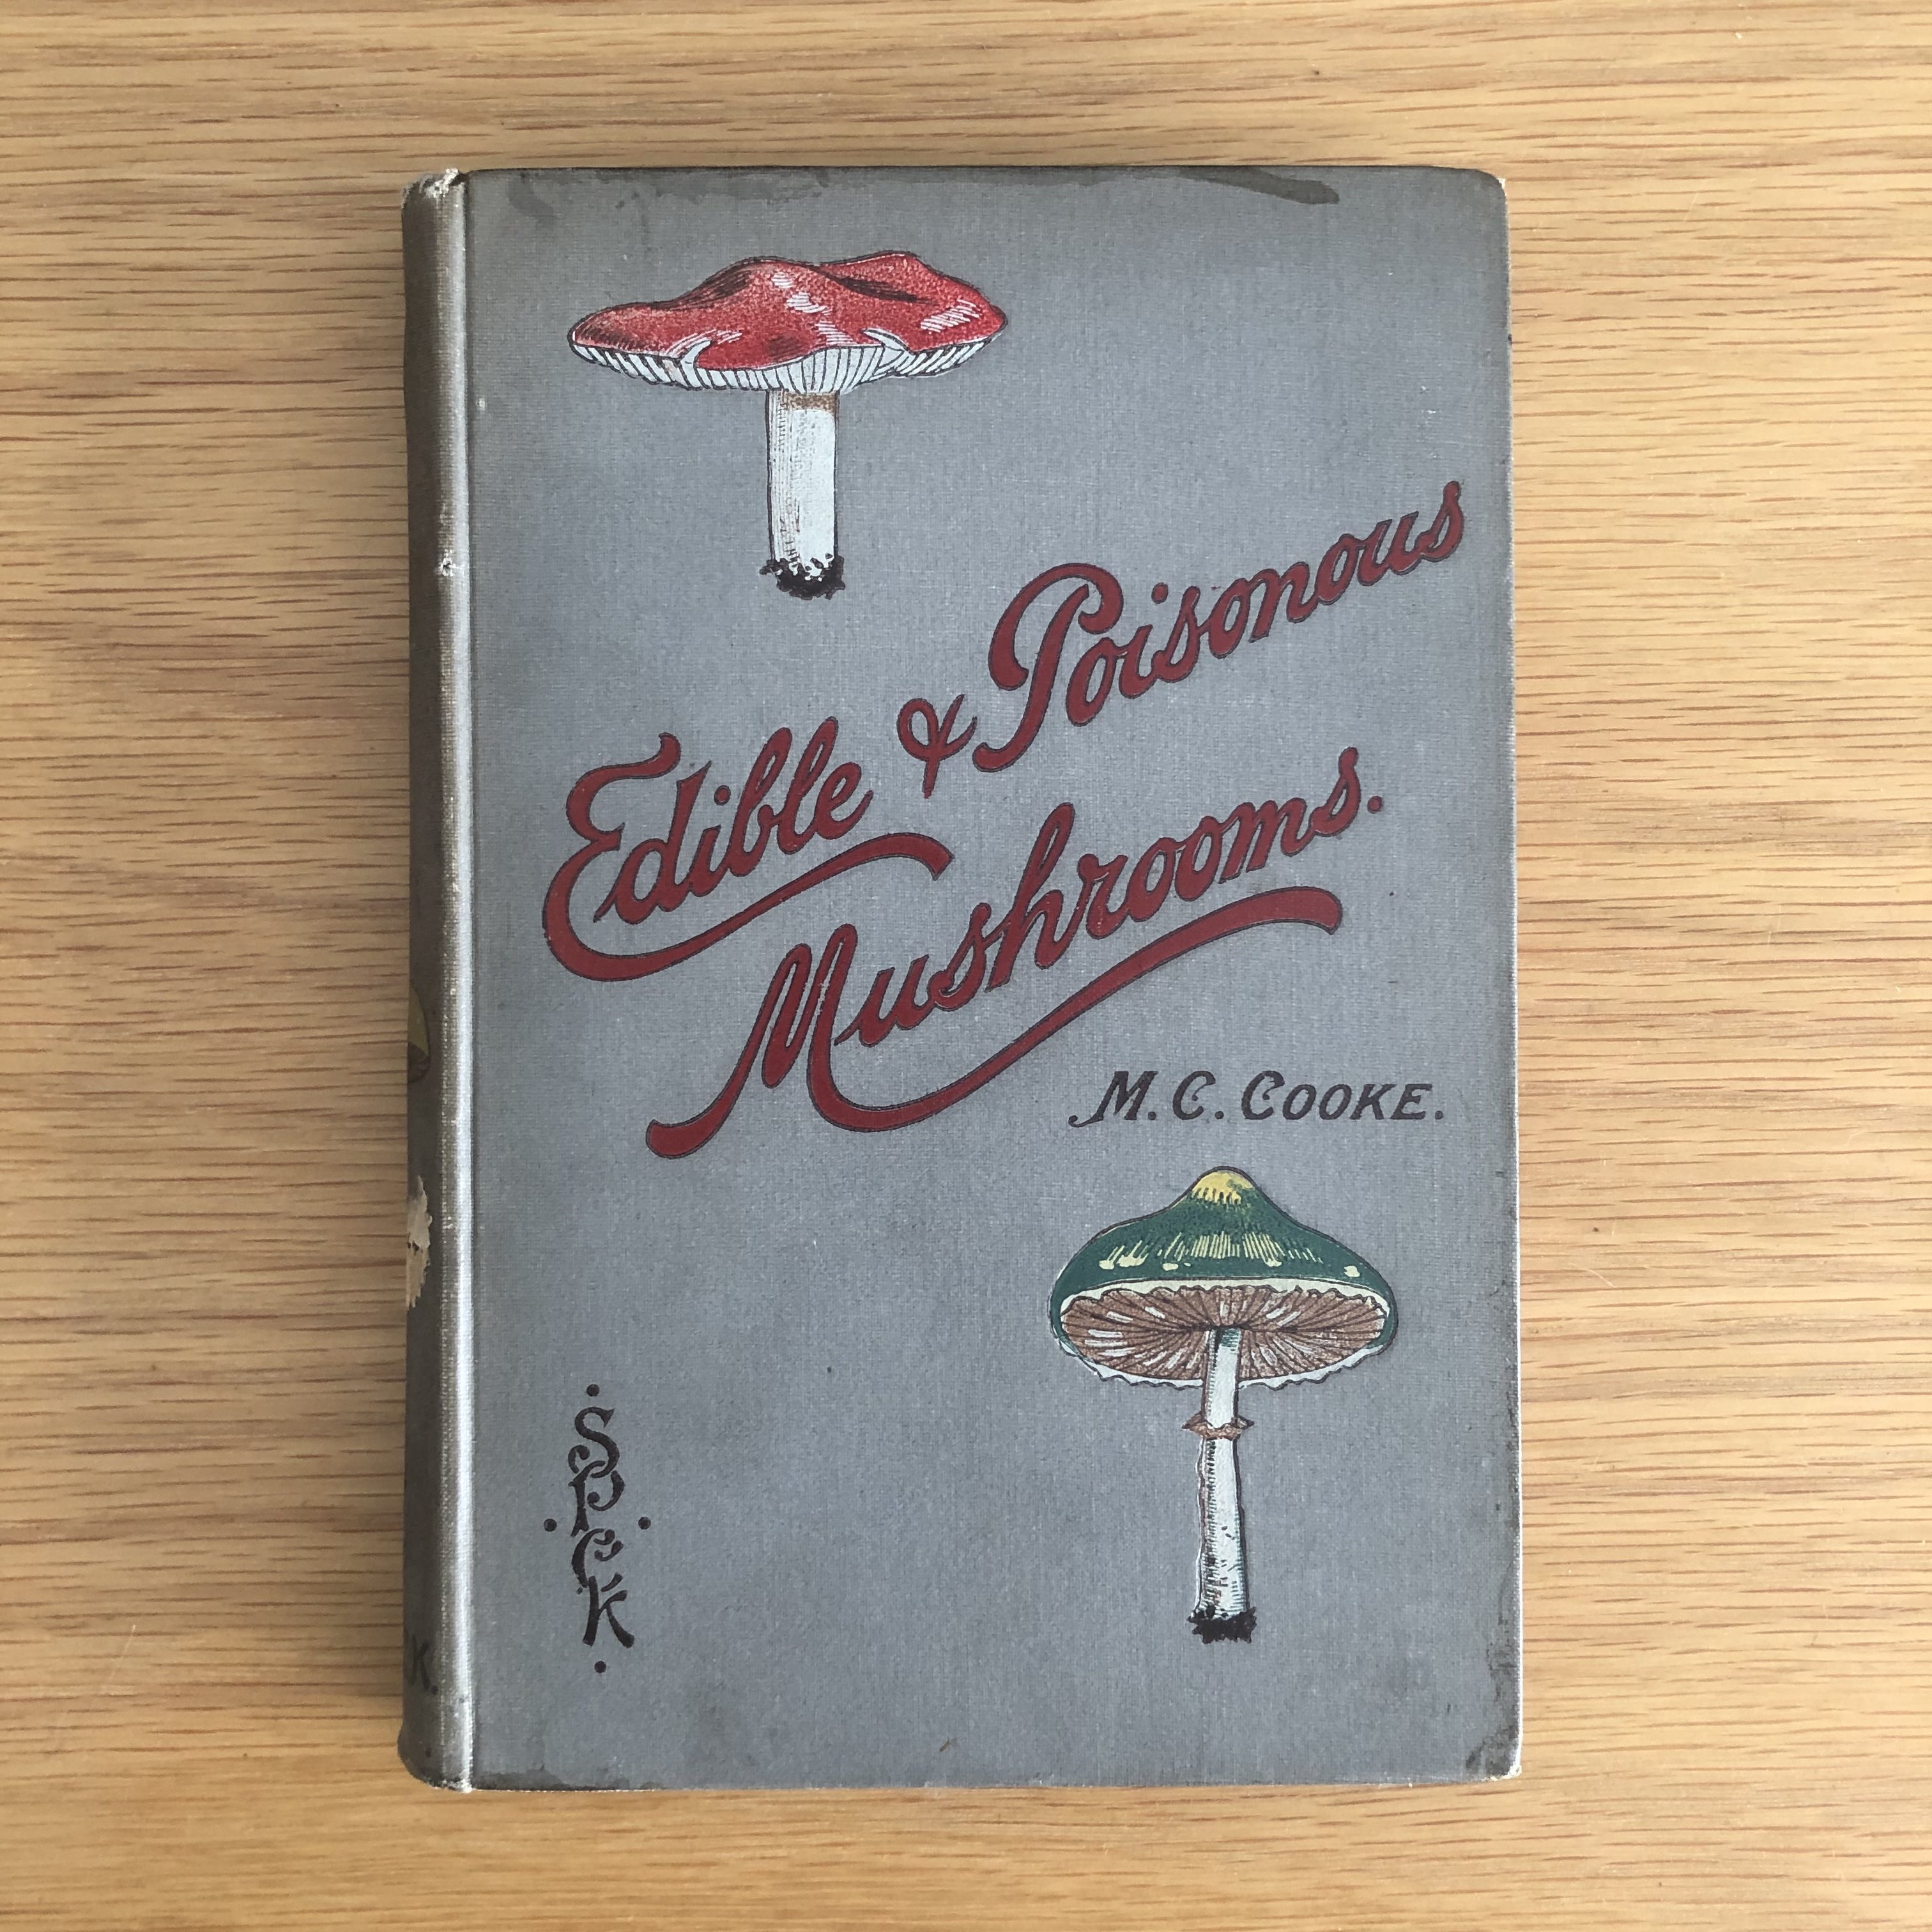 Edible & Poisonous
Mushrooms.
M. C. COOKE.
S
P
C
K
K.